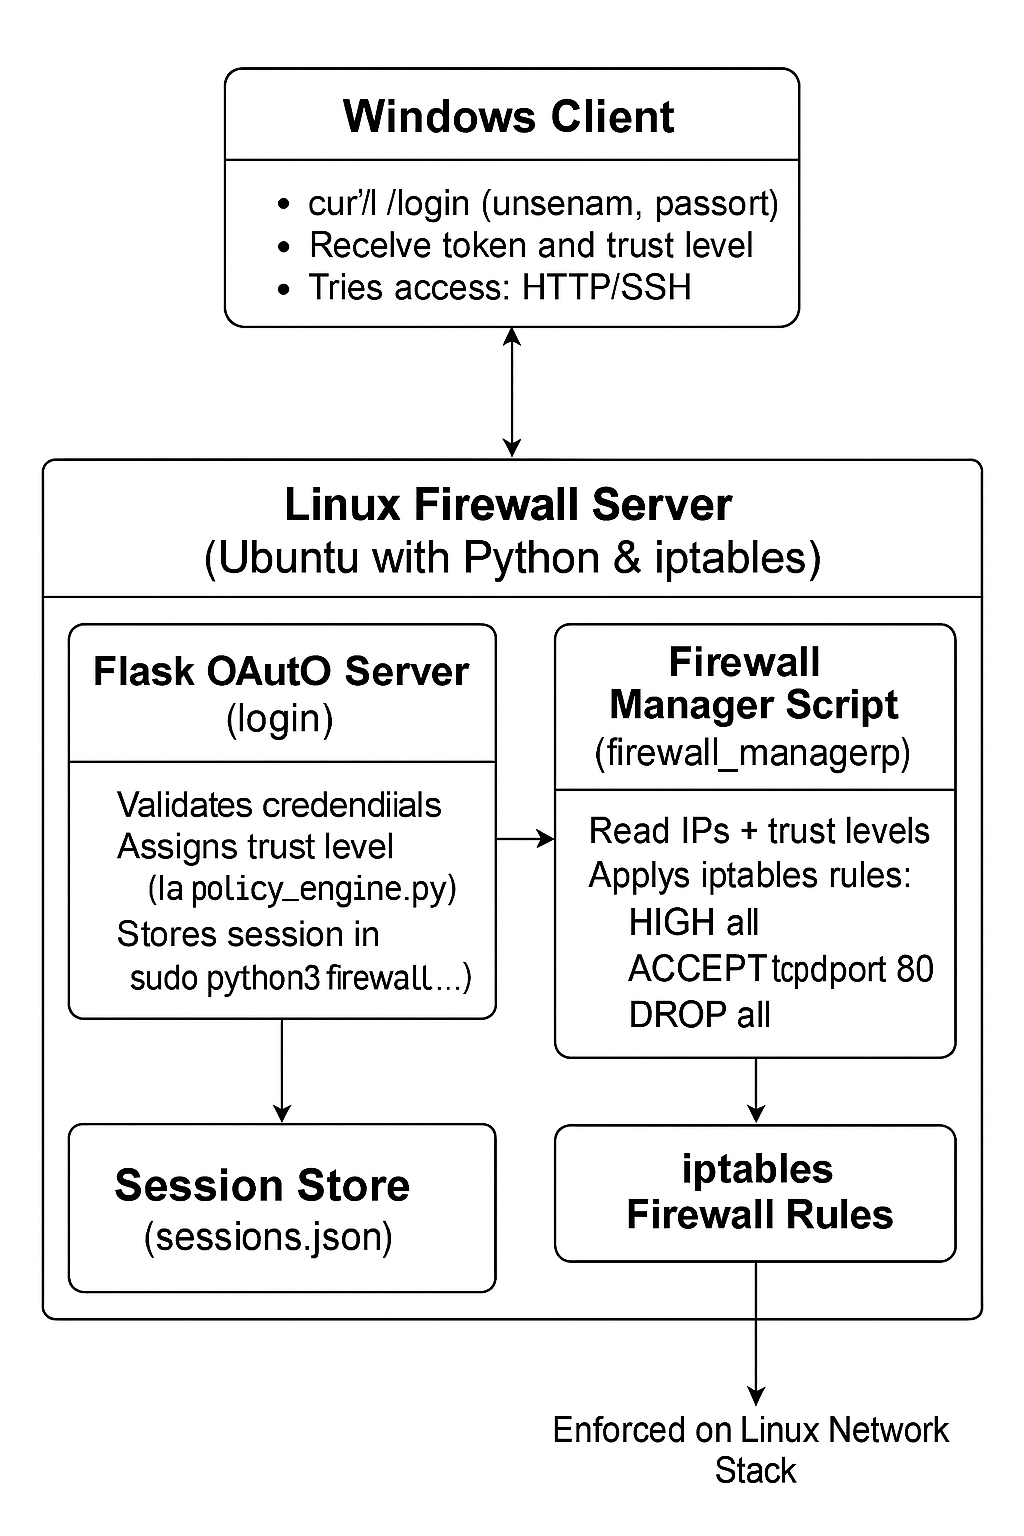 Windows Client
• cur'/l /login (unsenam, passort)
• Recelve token and trust level
• Tries access: HTTP/SSH
Linux Firewall Server
(Ubuntu with Python & iptables)
Flask OAutO Server
(login)
Validates credendiials
Assigns trust level
(la policy_engine.py)
Stores session in
sudo python3 firewall...)
Firewall
Manager Script
(firewall_managerp)
Read IPs + trust levels
Applys iptables rules:
HIGH all
ACCEPT tcpdport 80
DROP all
Session Store
(sessions.json)
iptables
Firewall Rules
Enforced on Linux Network
Stack